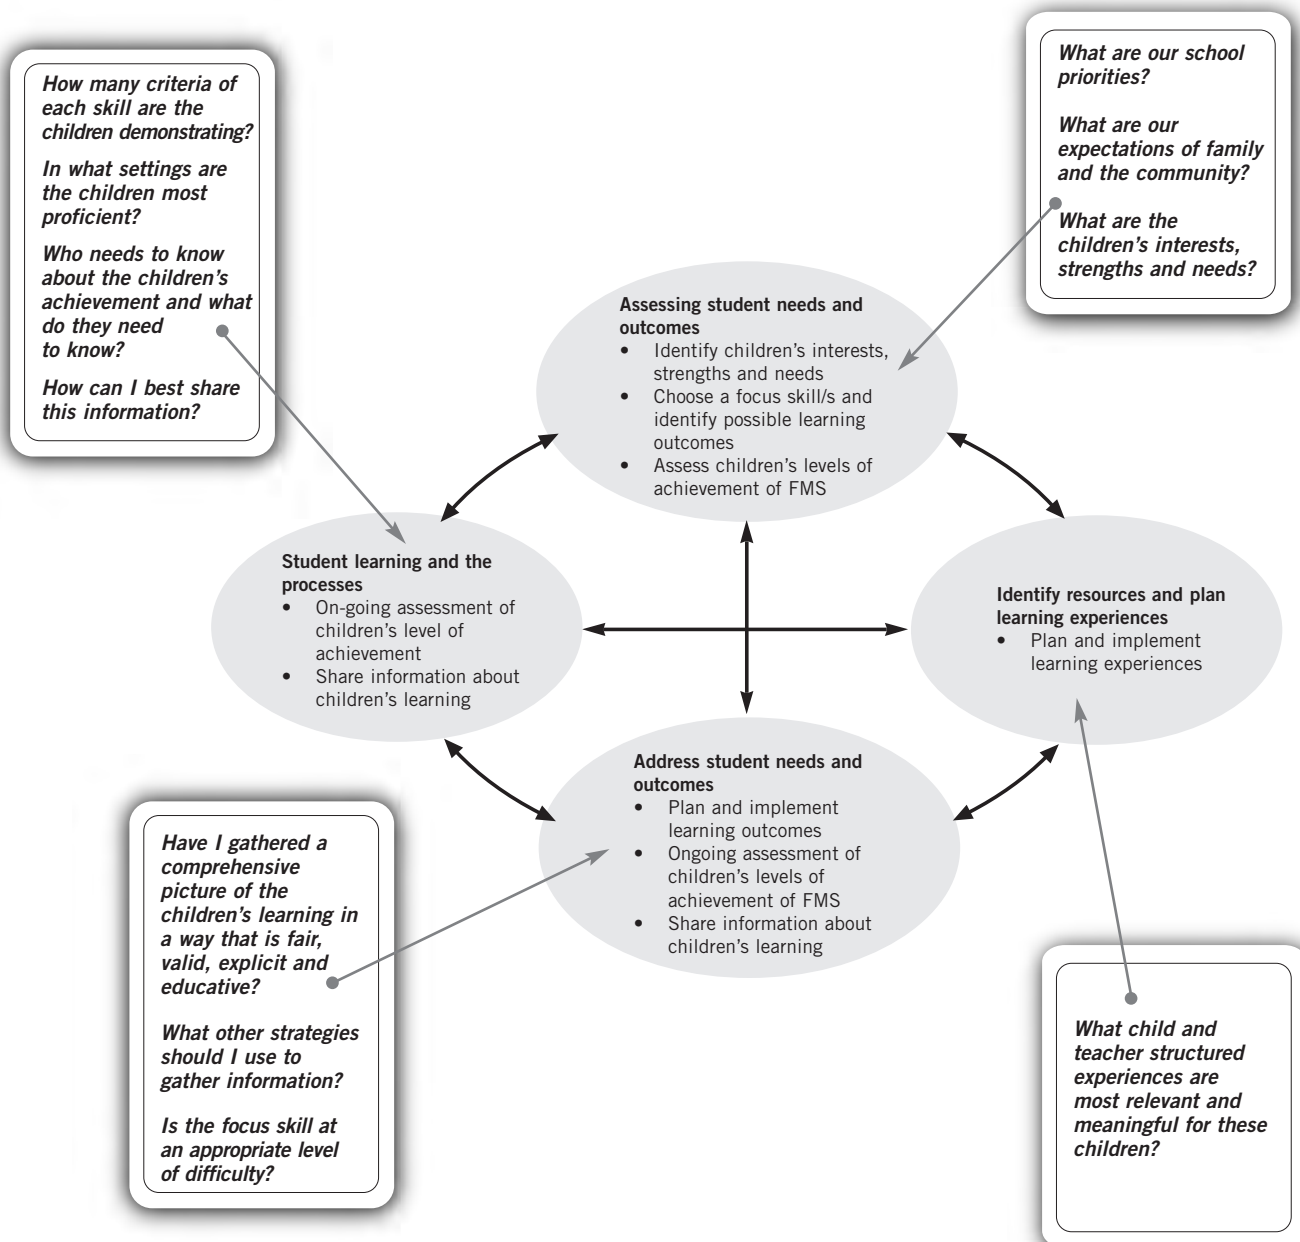 How many criteria of
each skill are the
children demonstrating?
In what settings are
the children most
proficient?
Who needs to know
about the children's
achievement and what
do they need
to know?
How can I best share
this information?
What are our school
priorities?
What are our
expectations of family
and the community?
What are the
children's interests,
strengths and needs?
Assessing student needs and
outcomes
• Identify children's interests,
strengths and needs
• Choose a focus skill/s and
identify possible learning
outcomes
• Assess children's levels of
achievement of FMS
Student learning and the
processes
• On-going assessment of
children's level of
achievement
• Share information about
children's learning
Identify resources and plan
learning experiences
• Plan and implement
learning experiences
Address student needs and
outcomes
• Plan and implement
learning outcomes
• Ongoing assessment of
children's levels of
achievement of FMS
• Share information about
children's learning
Have I gathered a
comprehensive
picture of the
children's learning in
a way that is fair,
valid, explicit and
educative?
What other strategies
should I use to
gather information?
Is the focus skill at
an appropriate level
of difficulty?
What child and
teacher structured
experiences are
most relevant and
meaningful for these
children?